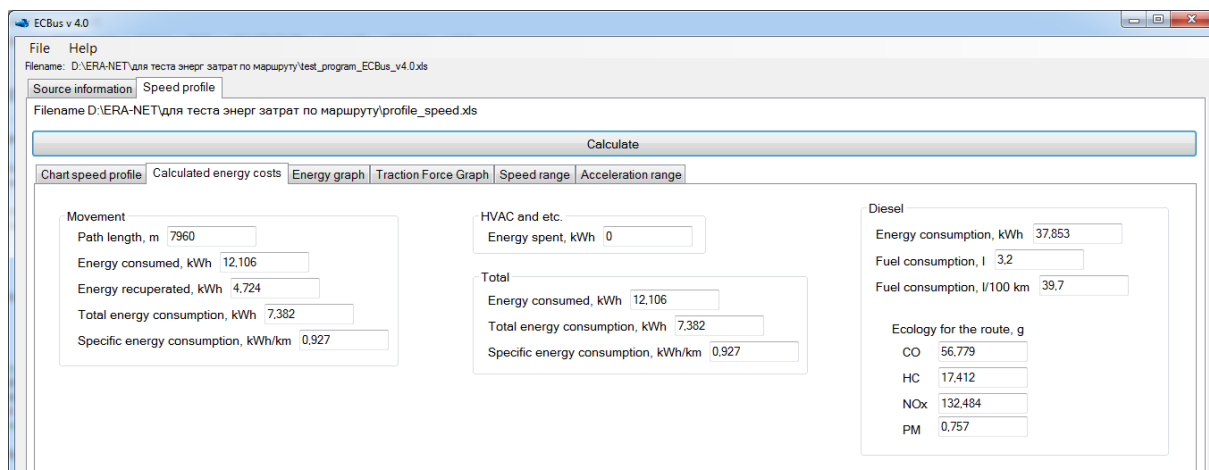 ECBus v 4.0
File Help
Filename: D:\ERA-NET\для теста энерг затрат по маршруту\test_program_ECBus_v4.0.xls
Source information Speed profile
Filename D:\ERA-NET\для теста энерг затрат по маршруту\profile_speed.xls
Calculate
Chart speed profile Calculated energy costs Energy graph Traction Force Graph Speed range Acceleration range
Movement
Path length, m 7960
Energy consumed, kWh 12,106
Energy recuperated, kWh 4,724
Total energy consumption, kWh 7,382
Specific energy consumption, kWh/km 0,927
HVAC and etc.
Energy spent, kWh 0
Total
Energy consumed, kWh 12,106
Total energy consumption, kWh 7,382
Specific energy consumption, kWh/km 0,927
Diesel
Energy consumption, kWh 37,853
Fuel consumption, l 3,2
Fuel consumption, l/100 km 39,7
Ecology for the route, g
CO 56,779
HC 17,412
NOx 132,484
PM 0,757